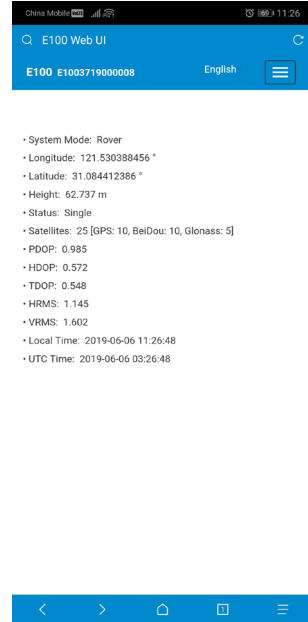 China Mobile 11:26
E100 Web UI
E100 E1003719000008 English
• System Mode: Rover
• Longitude: 121.530388456 °
• Latitude: 31.084412386 °
• Height: 62.737 m
• Status: Single
• Satellites: 25 [GPS: 10, BeiDou: 10, Glonass: 5]
• PDOP: 0.985
• HDOP: 0.572
• TDOP: 0.548
• HRMS: 1.145
• VRMS: 1.602
• Local Time: 2019-06-06 11:26:48
• UTC Time: 2019-06-06 03:26:48
1